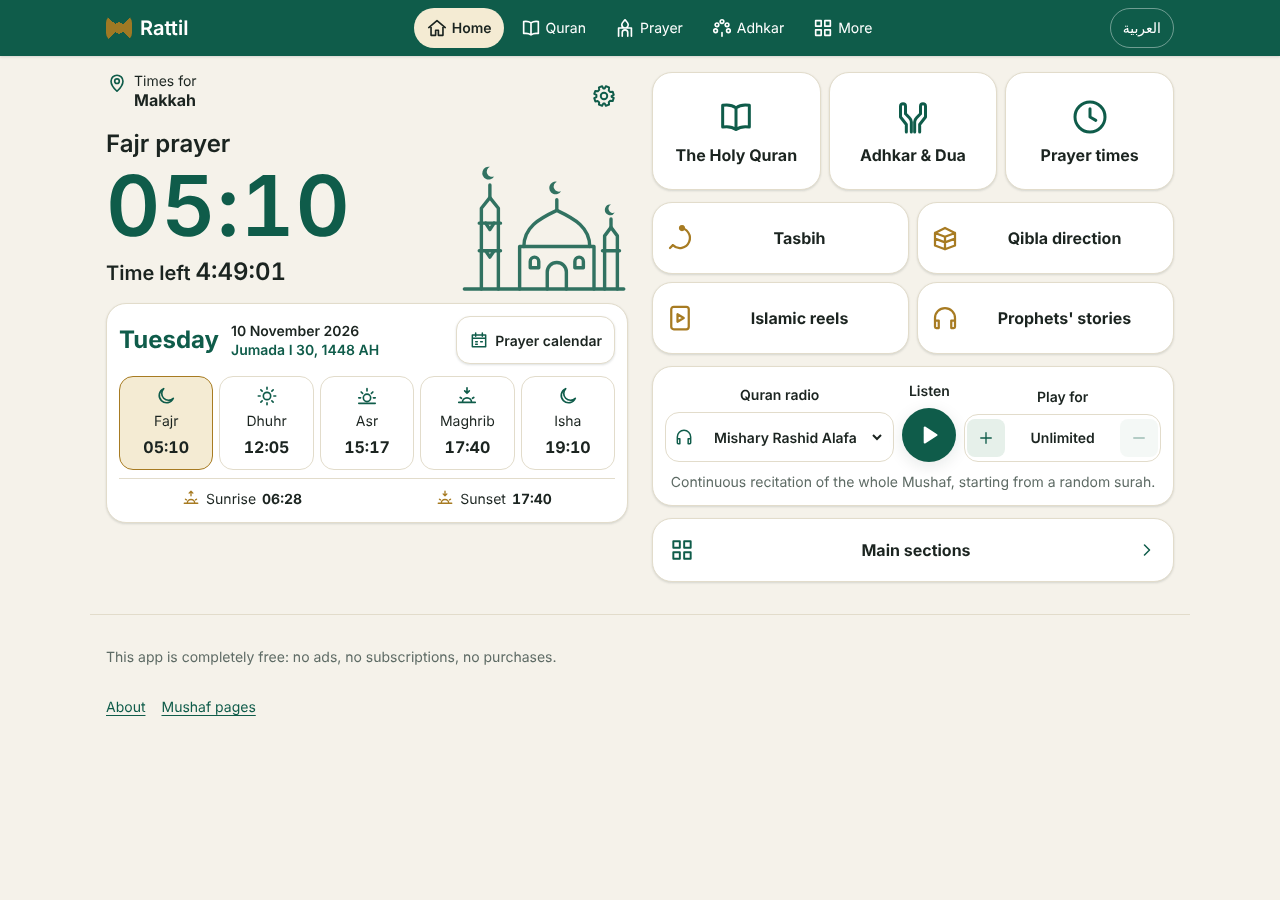 Rattil
Home
Quran
Prayer
Adhkar
More
العربية
Times for
Makkah
Fajr prayer
05:10
Time left 4:49:01
Tuesday
10 November 2026
Jumada I 30, 1448 AH
Prayer calendar
Fajr
05:10
Dhuhr
12:05
Asr
15:17
Maghrib
17:40
Isha
19:10
Sunrise 06:28
Sunset 17:40
The Holy Quran
Adhkar & Dua
Prayer times
Tasbih
Qibla direction
Islamic reels
Prophets' stories
Quran radio
Mishary Rashid Alafa
Listen
Play for
+
Unlimited
−
Continuous recitation of the whole Mushaf, starting from a random surah.
Main sections
This app is completely free: no ads, no subscriptions, no purchases.
About
Mushaf pages